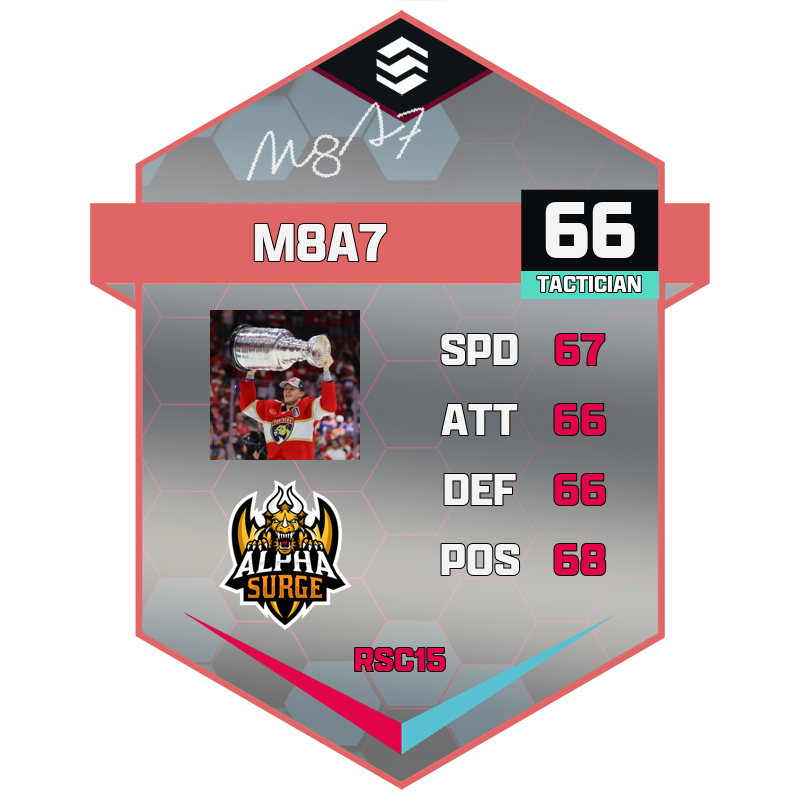 M8A7
M8A7
66
TACTICIAN
SPD 67
ATT 66
DEF 66
POS 68
ALPHA
SURGE
RSC15